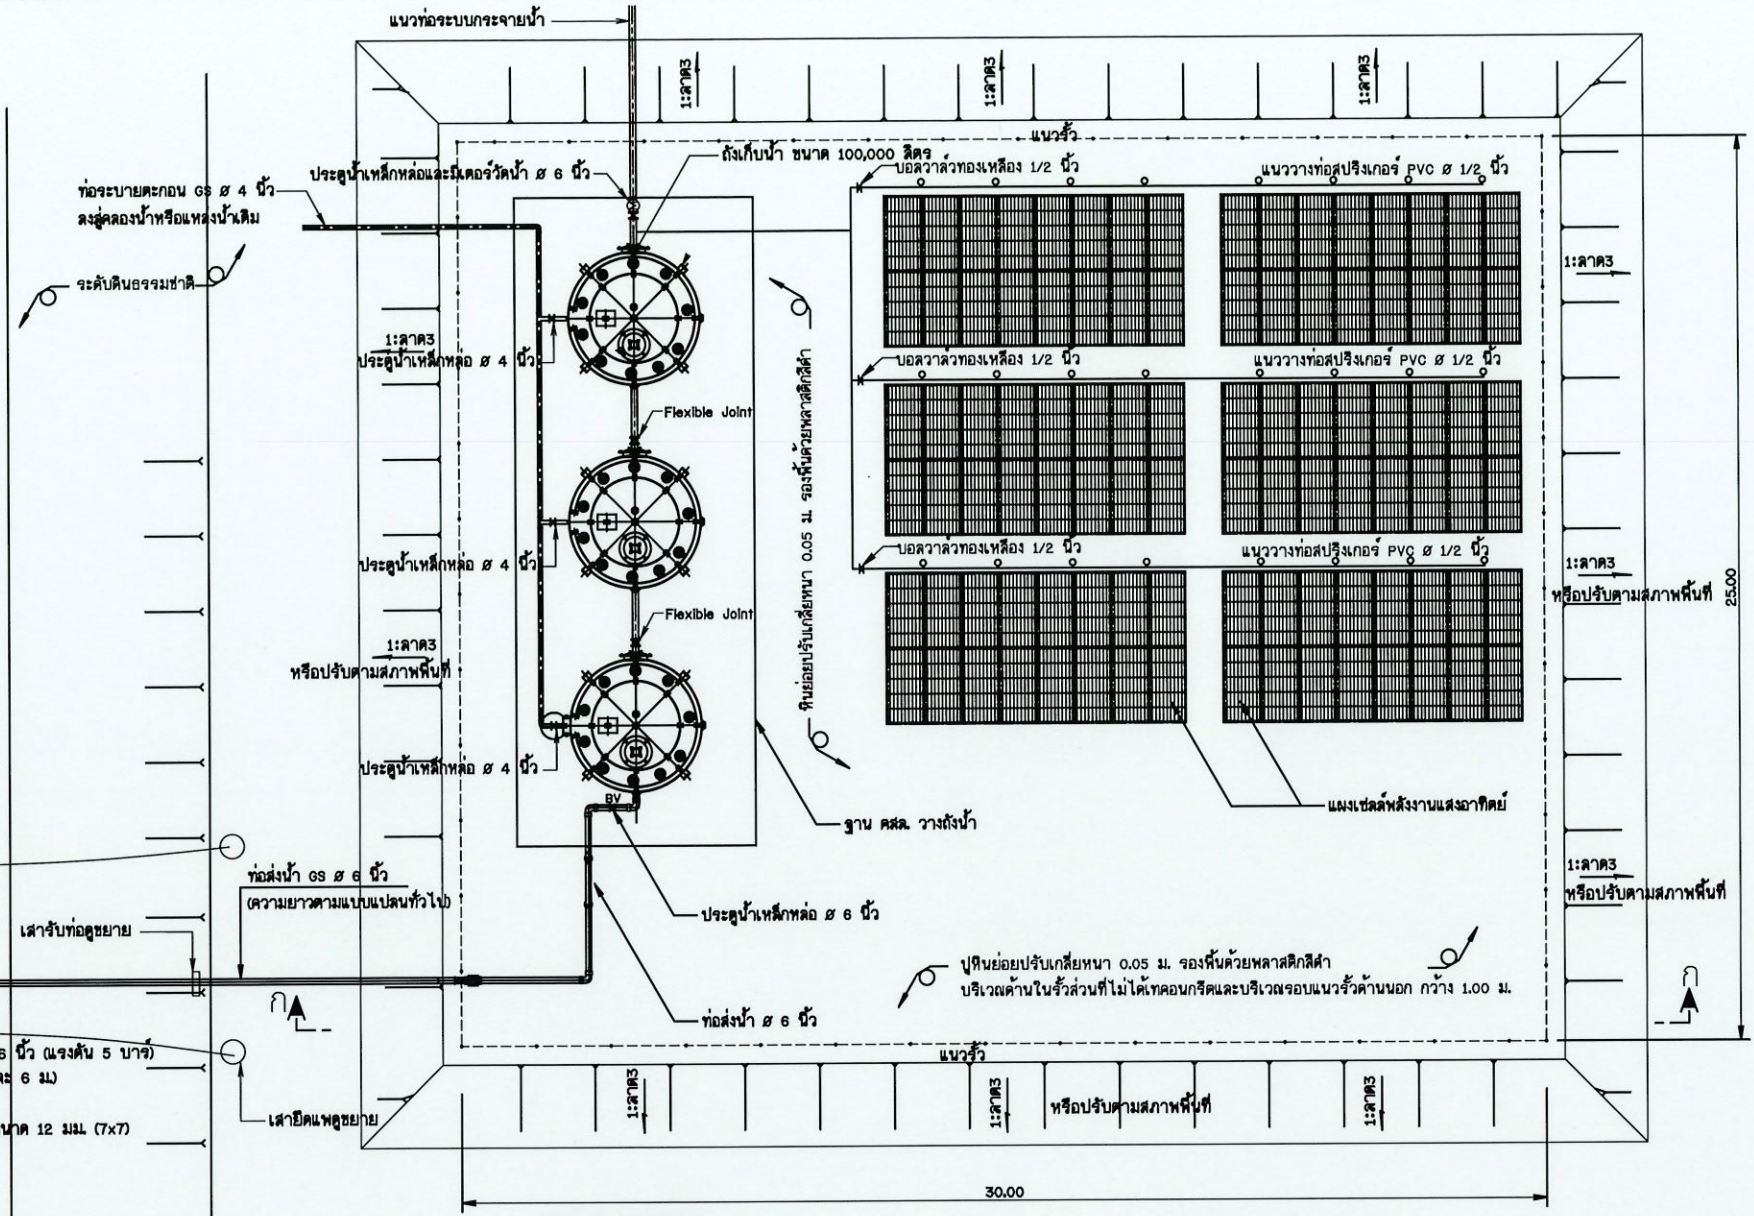 แนวท่อระบบกระจายน้ำ
1:ลาด3
1:ลาด3
1:ลาด3
แนวรั้ว
ถังเก็บน้ำ ขนาด 100,000 ลิตร
ประตูน้ำเหล็กหล่อและมิเตอร์วัดน้ำ Ø 6 นิ้ว
บอลวาล์วทองเหลือง 1/2 นิ้ว
แนววางท่อสปริงเกอร์ PVC Ø 1/2 นิ้ว
ท่อระบายตะกอน GS Ø 4 นิ้ว
ลงสู่คลองน้ำหรือแหล่งน้ำเดิม
ระดับดินธรรมชาติ
1:ลาด3
1:ลาด3
ประตูน้ำเหล็กหล่อ Ø 4 นิ้ว
บอลวาล์วทองเหลือง 1/2 นิ้ว
แนววางท่อสปริงเกอร์ PVC Ø 1/2 นิ้ว
Flexible Joint
หินย่อยปรับเกลี่ยหนา 0.05 ม. รองพื้นด้วยพลาสติกสีดำ
บอลวาล์วทองเหลือง 1/2 นิ้ว
แนววางท่อสปริงเกอร์ PVC Ø 1/2 นิ้ว
ประตูน้ำเหล็กหล่อ Ø 4 นิ้ว
1:ลาด3
หรือปรับตามสภาพพื้นที่
25.00
Flexible Joint
1:ลาด3
หรือปรับตามสภาพพื้นที่
ประตูน้ำเหล็กหล่อ Ø 4 นิ้ว
BV
แผงเซลล์พลังงานแสงอาทิตย์
ฐาน คสล. วางถังน้ำ
1:ลาด3
หรือปรับตามสภาพพื้นที่
ท่อส่งน้ำ GS Ø 6 นิ้ว
(ความยาวตามแบบแปลนทั่วไป)
เสารับท่อดูขยาย
ประตูน้ำเหล็กหล่อ Ø 6 นิ้ว
ปูหินย่อยปรับเกลี่ยหนา 0.05 ม. รองพื้นด้วยพลาสติกสีดำ
บริเวณด้านในรั้วส่วนที่ไม่ได้เทคอนกรีตและบริเวณรอบแนวรั้วด้านนอก กว้าง 1.00 ม.
ก
ก
ท่อส่งน้ำ Ø 6 นิ้ว
6 นิ้ว (แรงดัน 5 บาร์)
ละ 6 ม.)
แนวรั้ว
1:ลาด3
1:ลาด3
1:ลาด3
หรือปรับตามสภาพพื้นที่
เสายึดแพดูขยาย
นาด 12 มม. (7x7)
30.00